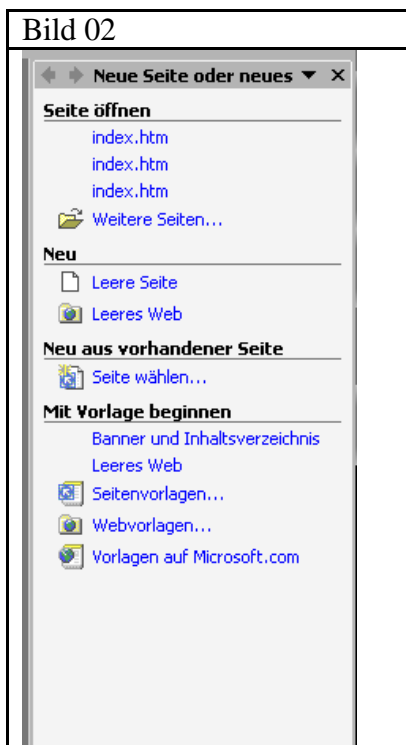 Bild 02
Neue Seite oder neues
Seite öffnen
index.htm
index.htm
index.htm
Weitere Seiten...
Neu
Leere Seite
Leeres Web
Neu aus vorhandener Seite
Seite wählen...
Mit Vorlage beginnen
Banner und Inhaltsverzeichnis
Leeres Web
Seitenvorlagen...
Webvorlagen...
Vorlagen auf Microsoft.com